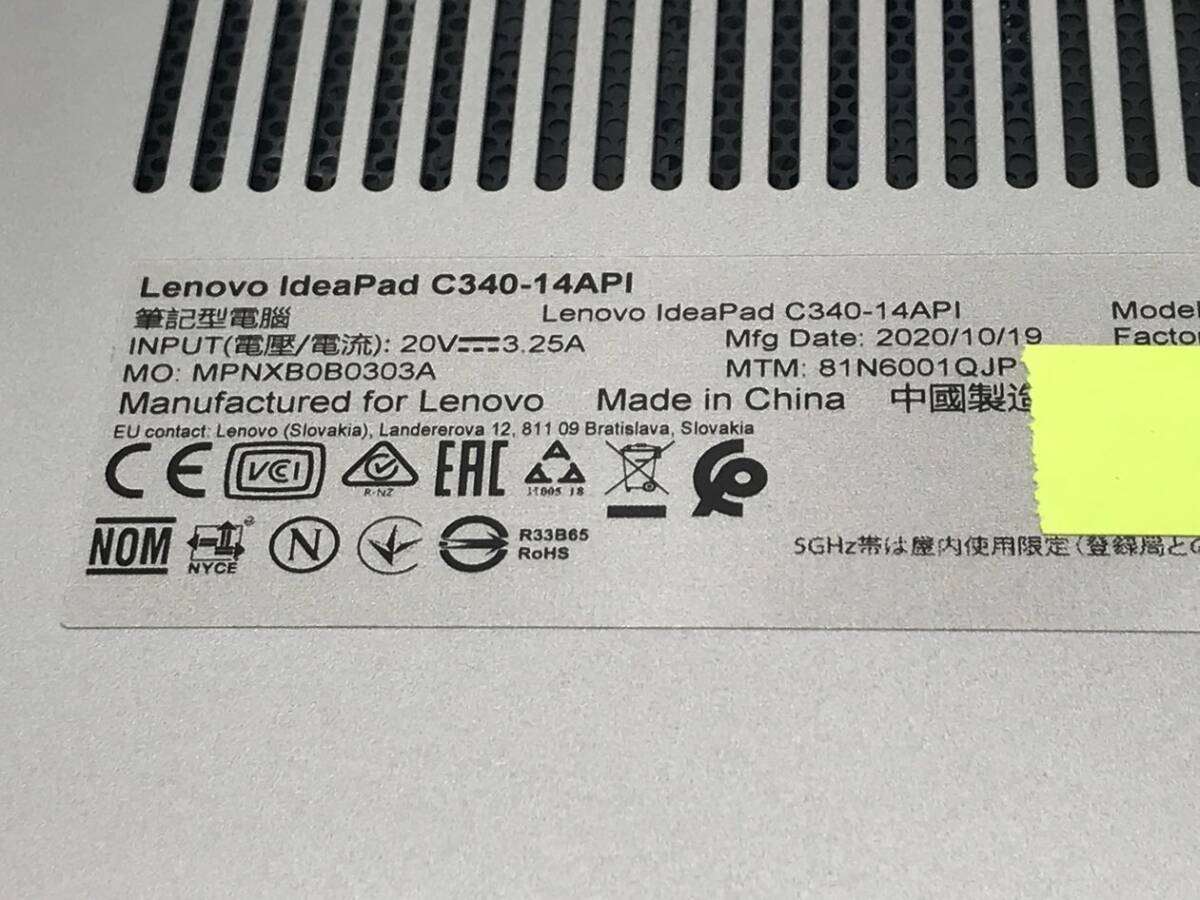 Lenovo IdeaPad C340-14API
筆記型電腦 Lenovo IdeaPad C340-14API Model
INPUT(電壓/電流): 20V⎓3.25A Mfg Date: 2020/10/19 Facto
MO: MPNXB0B0303A MTM: 81N6001QJP
Manufactured for Lenovo Made in China 中國製造
EU contact: Lenovo (Slovakia), Landererova 12, 811 09 Bratislava, Slovakia
CE VCI R-NZ EAC H005 18
NOM NYCE N R33B65
RoHS
5GHz帯は屋内使用限定(登録局と